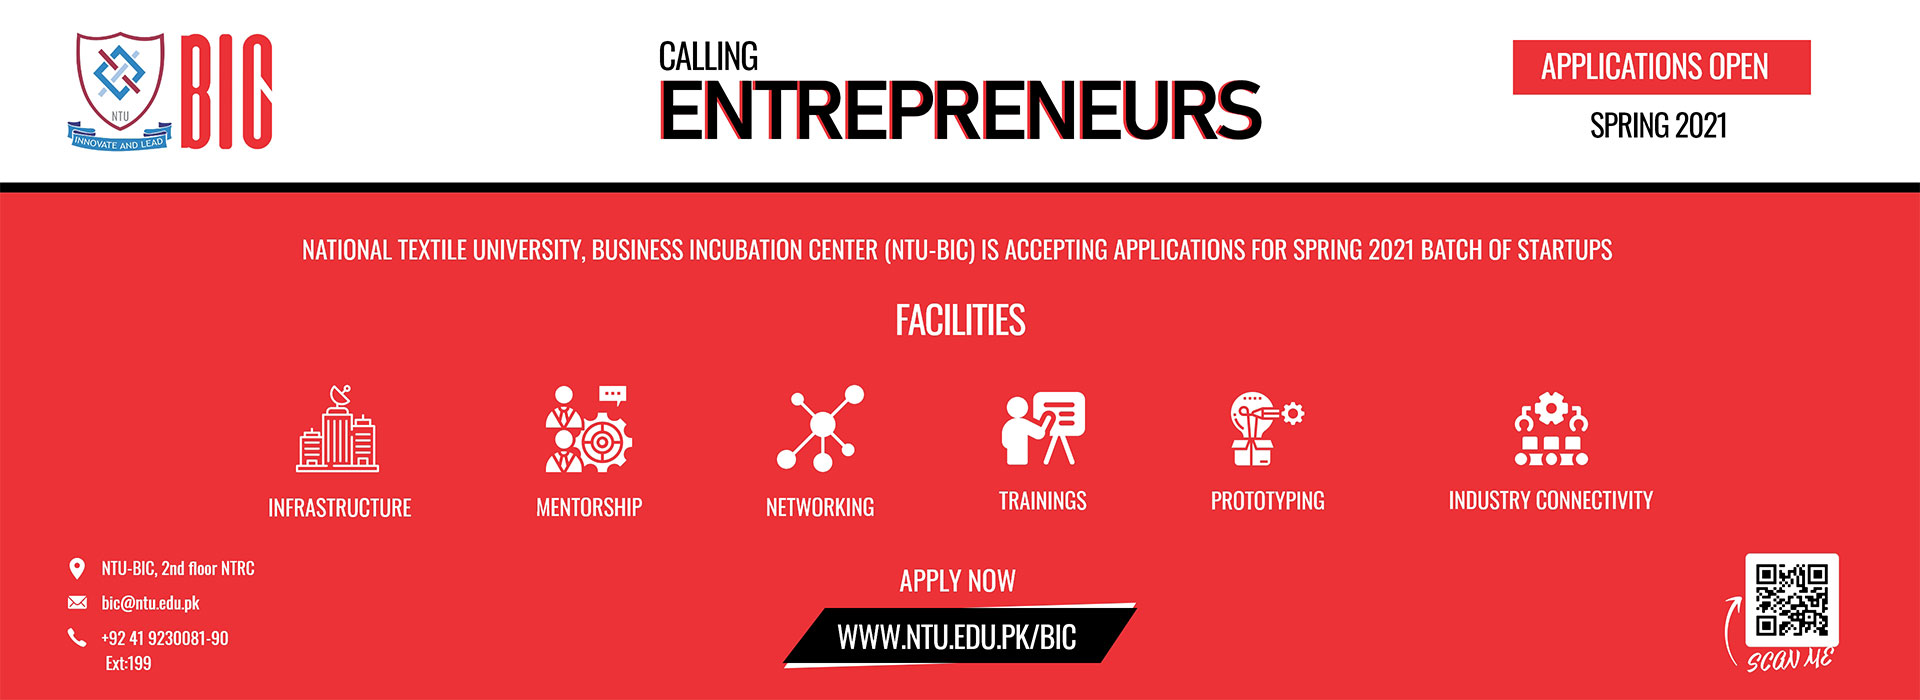 NTU
INNOVATE AND LEAD
BIC
CALLING
ENTREPRENEURS
APPLICATIONS OPEN
SPRING 2021
NATIONAL TEXTILE UNIVERSITY, BUSINESS INCUBATION CENTER (NTU-BIC) IS ACCEPTING APPLICATIONS FOR SPRING 2021 BATCH OF STARTUPS
FACILITIES
INFRASTRUCTURE
MENTORSHIP
NETWORKING
TRAININGS
PROTOTYPING
INDUSTRY CONNECTIVITY
NTU-BIC, 2nd floor NTRC
bic@ntu.edu.pk
+92 41 9230081-90
Ext:199
APPLY NOW
WWW.NTU.EDU.PK/BIC
SCAN ME